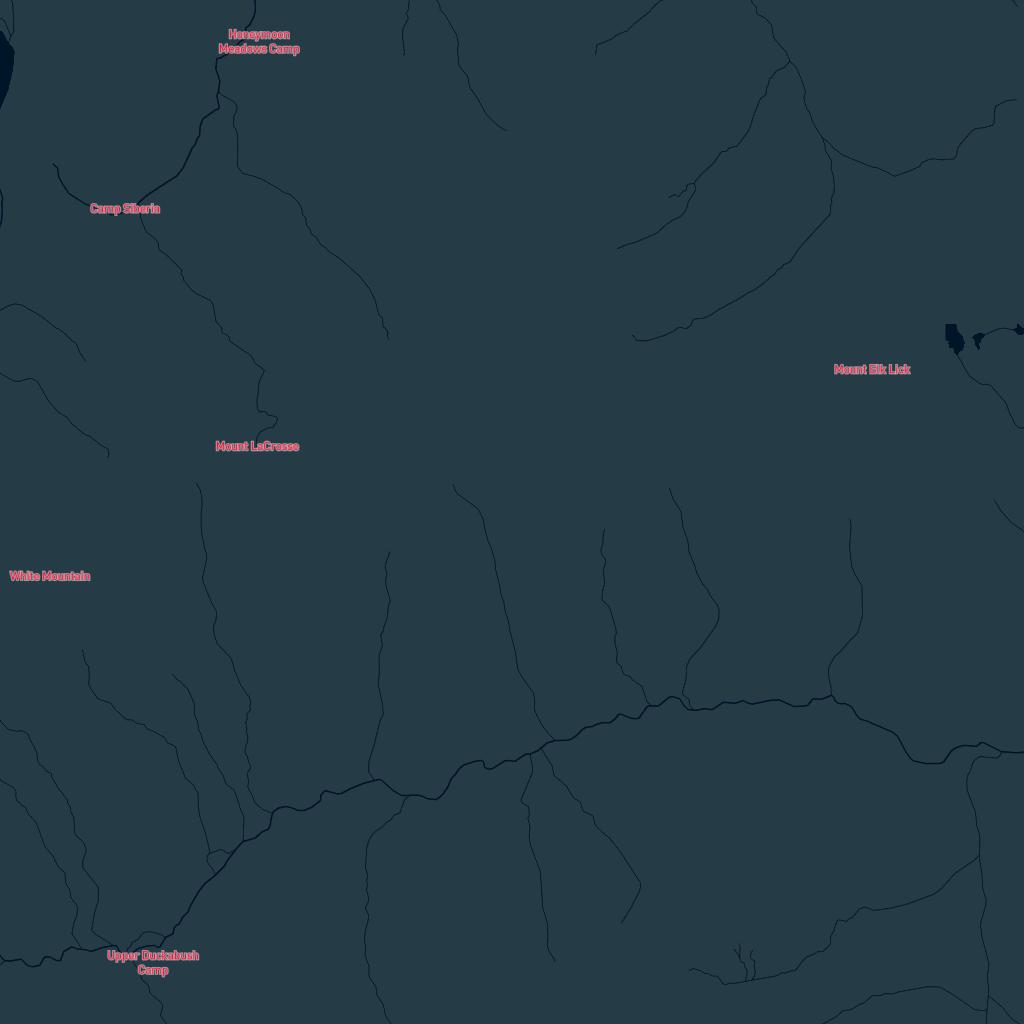 Honeymoon
Meadows Camp
Camp Siberia
Mount Elk Lick
Mount LaCrosse
White Mountain
Upper Duckabush
Camp